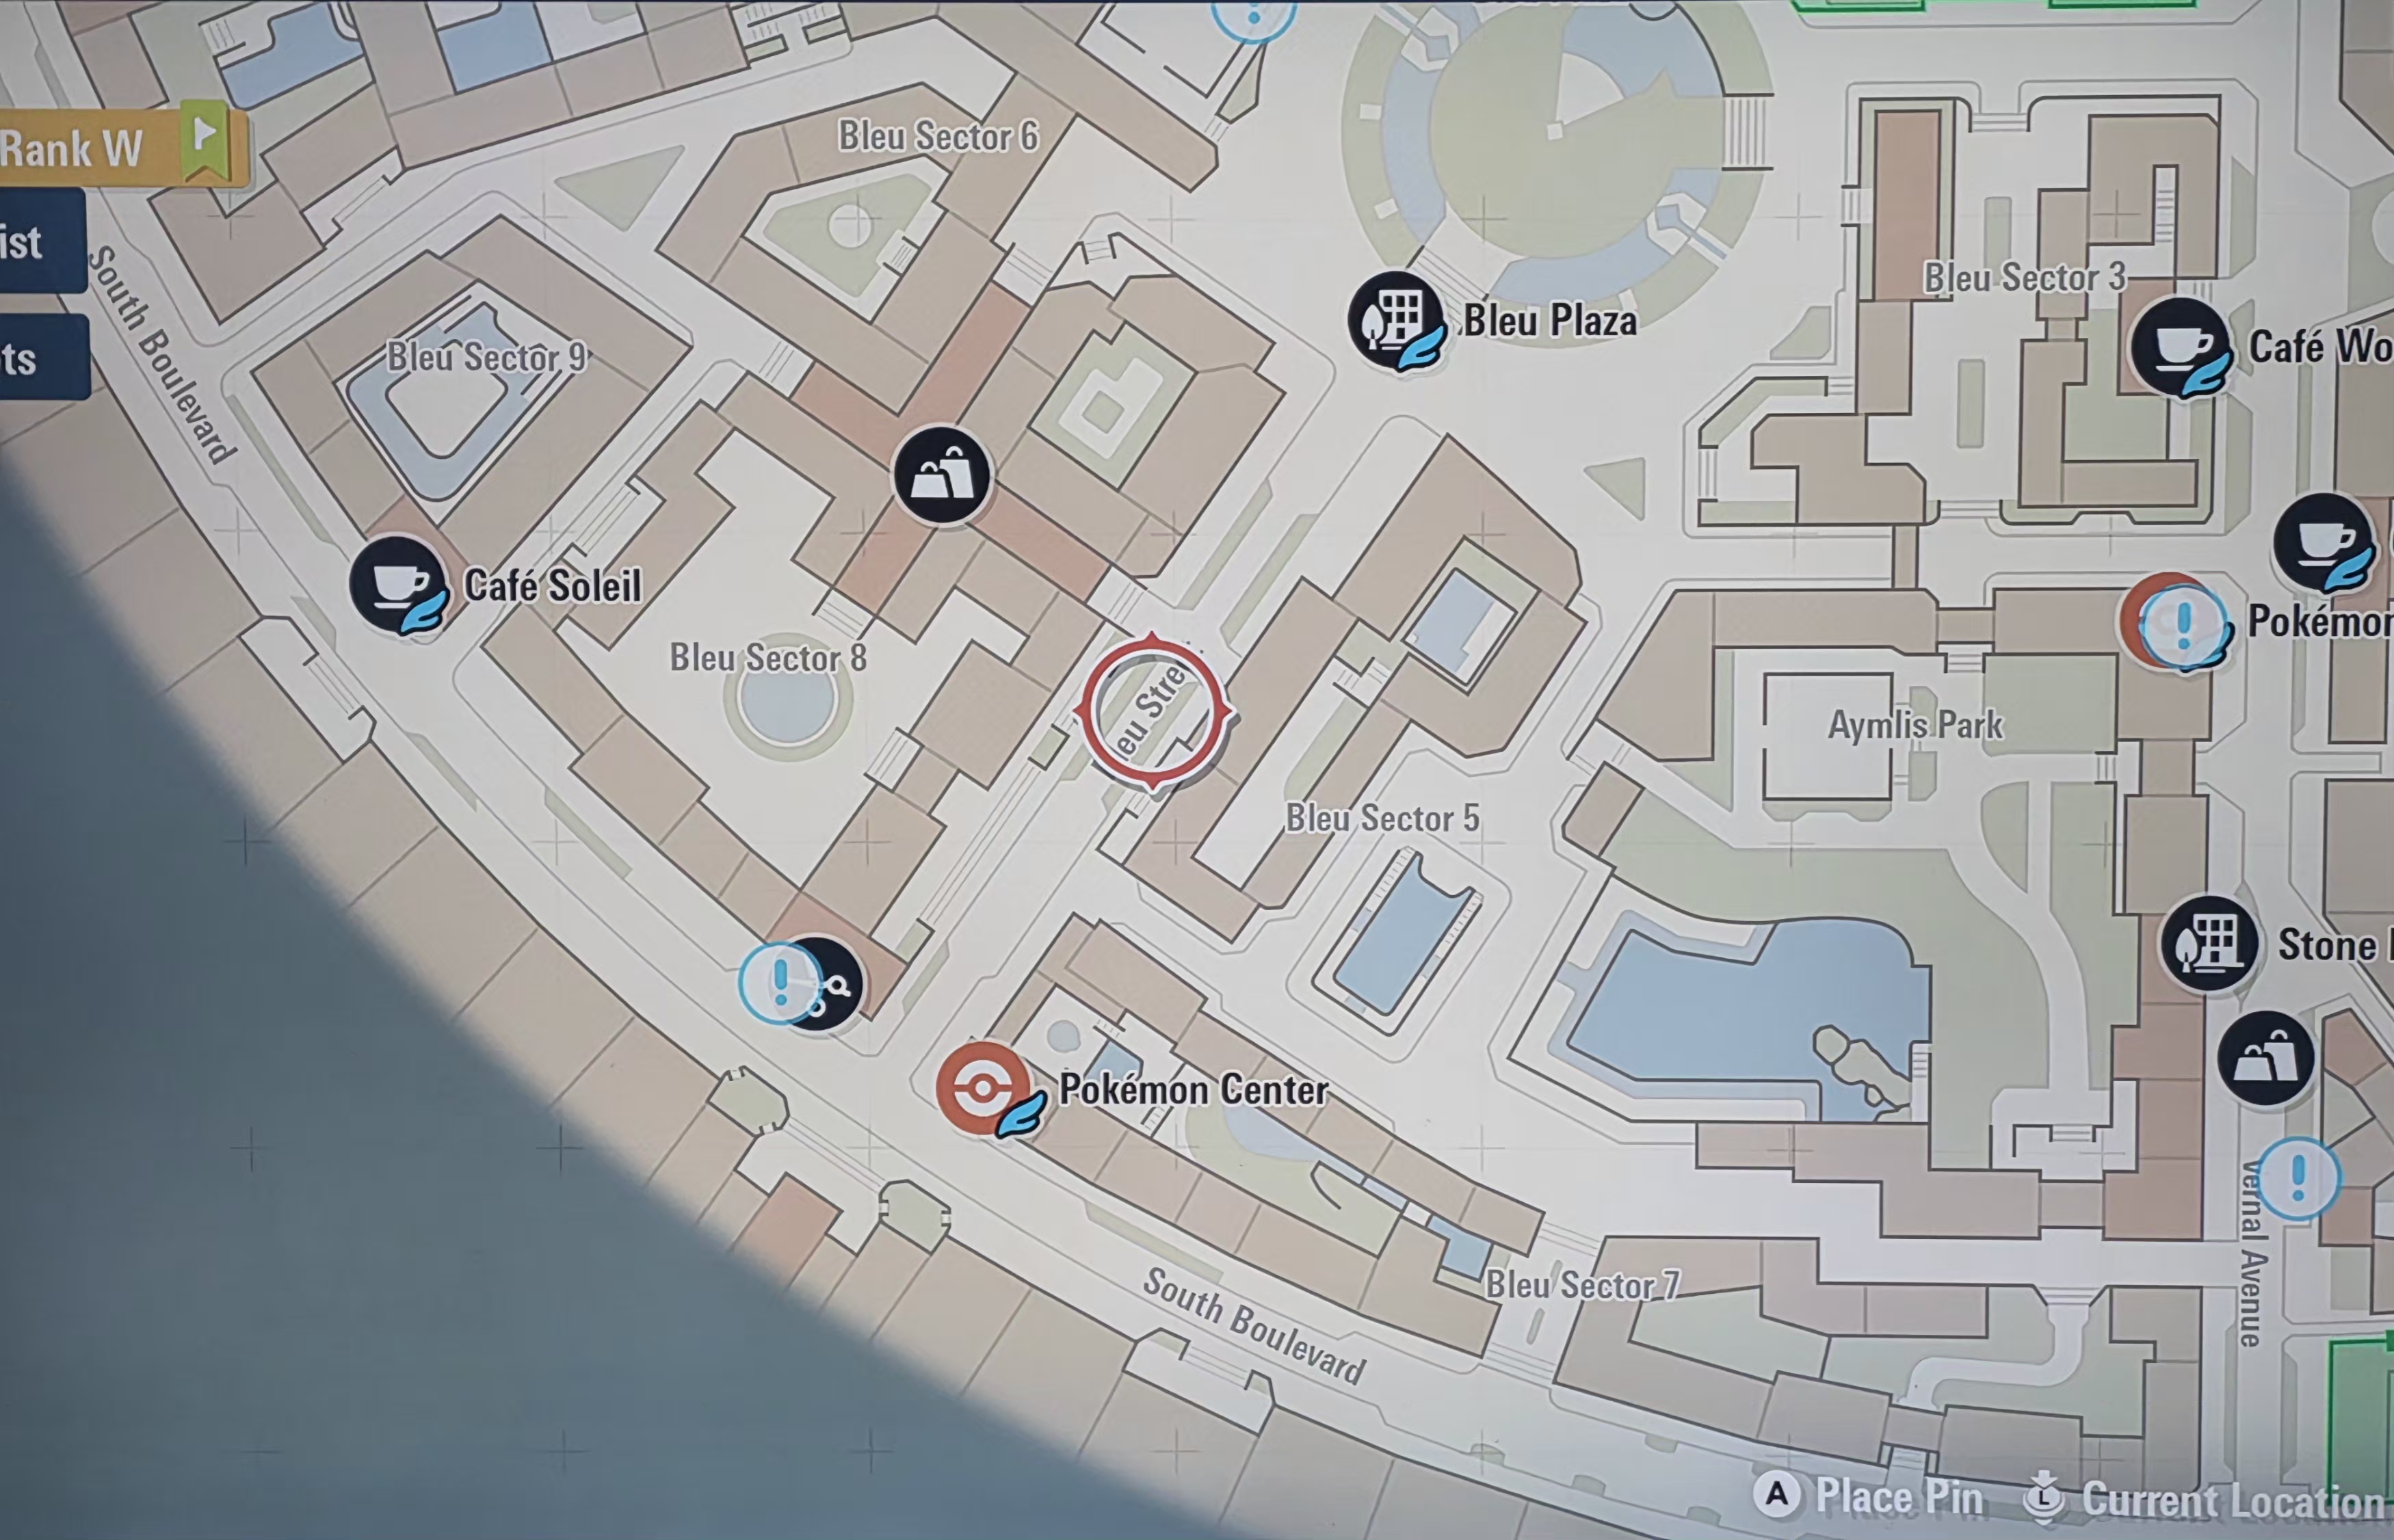 Rank W
ist
ts
South Boulevard
Bleu Sector 6
Bleu Sector 9
Bleu Plaza
Bleu Sector 3
Café Wo
Café Soleil
Bleu Sector 8
eu Stre
Pokémon
Aymlis Park
Bleu Sector 5
Stone
Pokémon Center
Bleu Sector 7
South Boulevard
Vernal Avenue
A Place Pin L Current Location